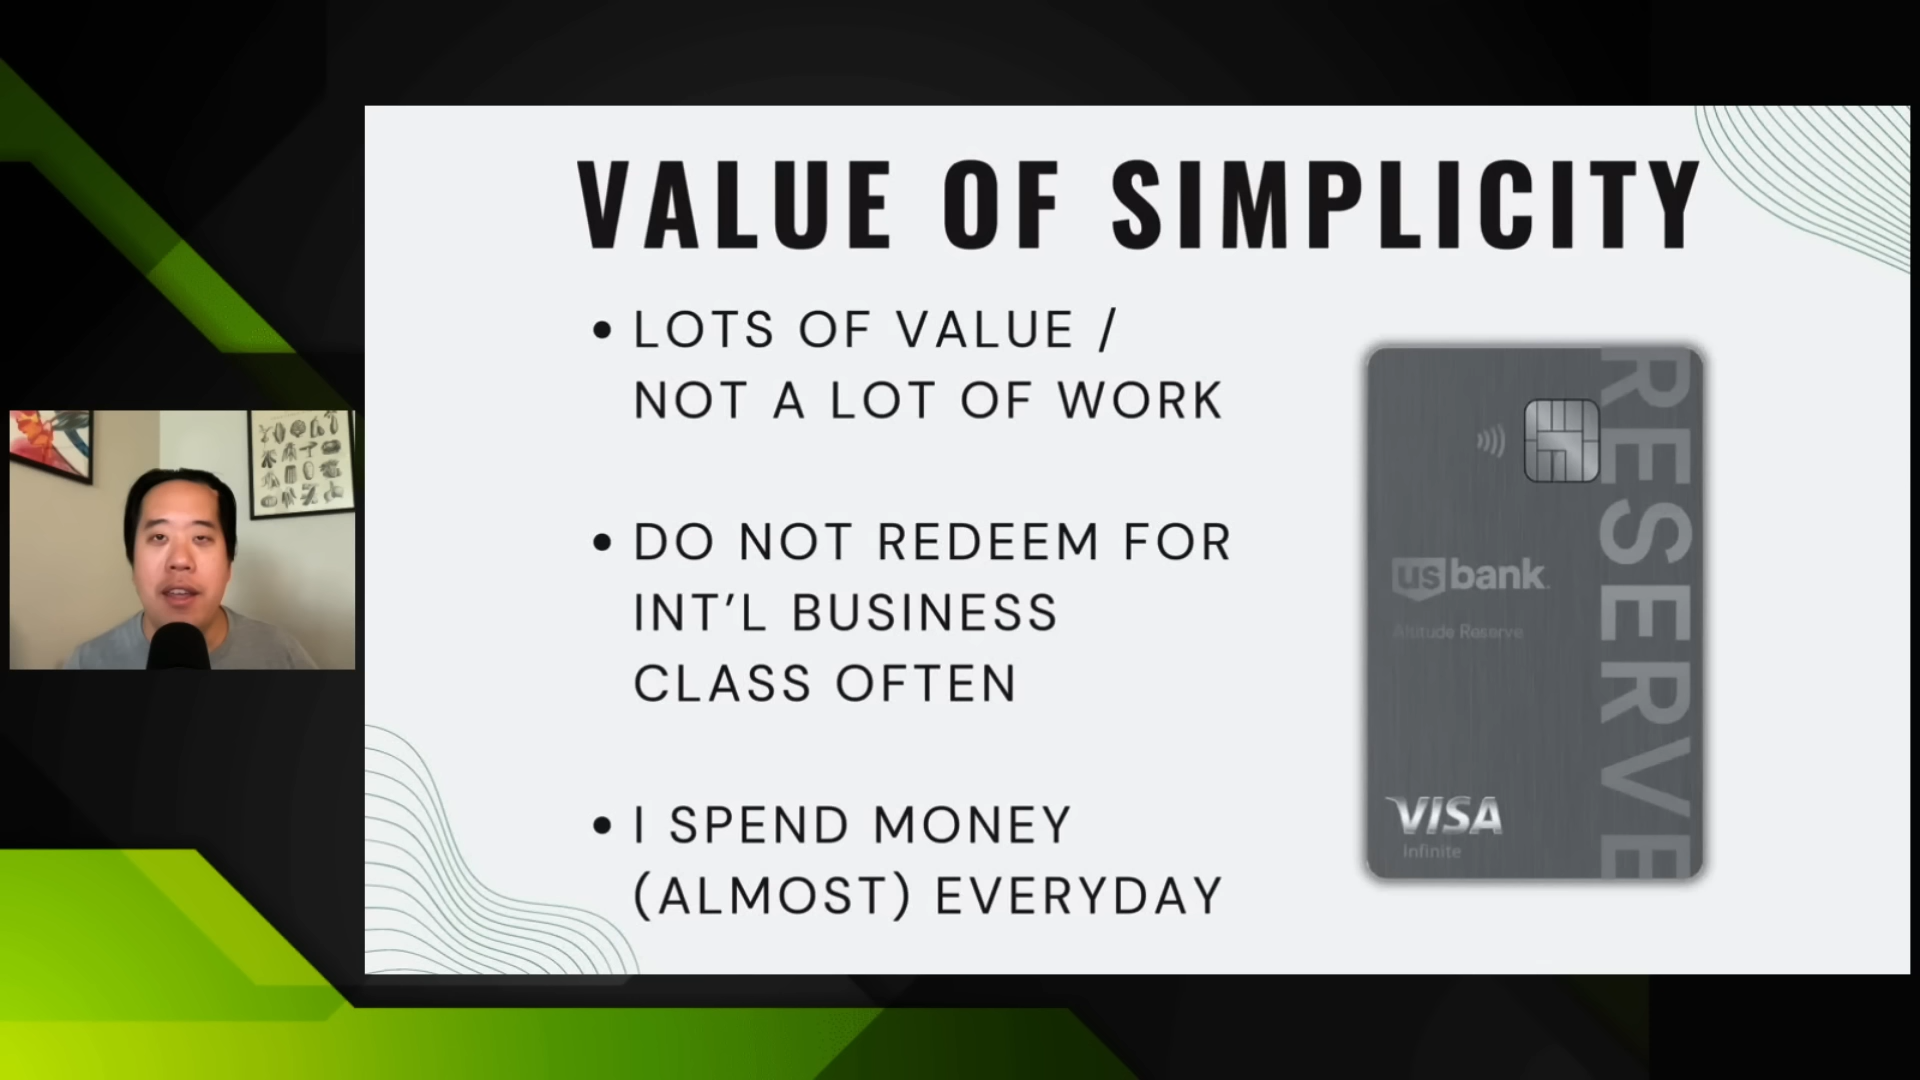 VALUE OF SIMPLICITY
• LOTS OF VALUE /
NOT A LOT OF WORK
• DO NOT REDEEM FOR
INT'L BUSINESS
CLASS OFTEN
• I SPEND MONEY
(ALMOST) EVERYDAY
RESERVE
usbank
Altitude Reserve
VISA
Infinite